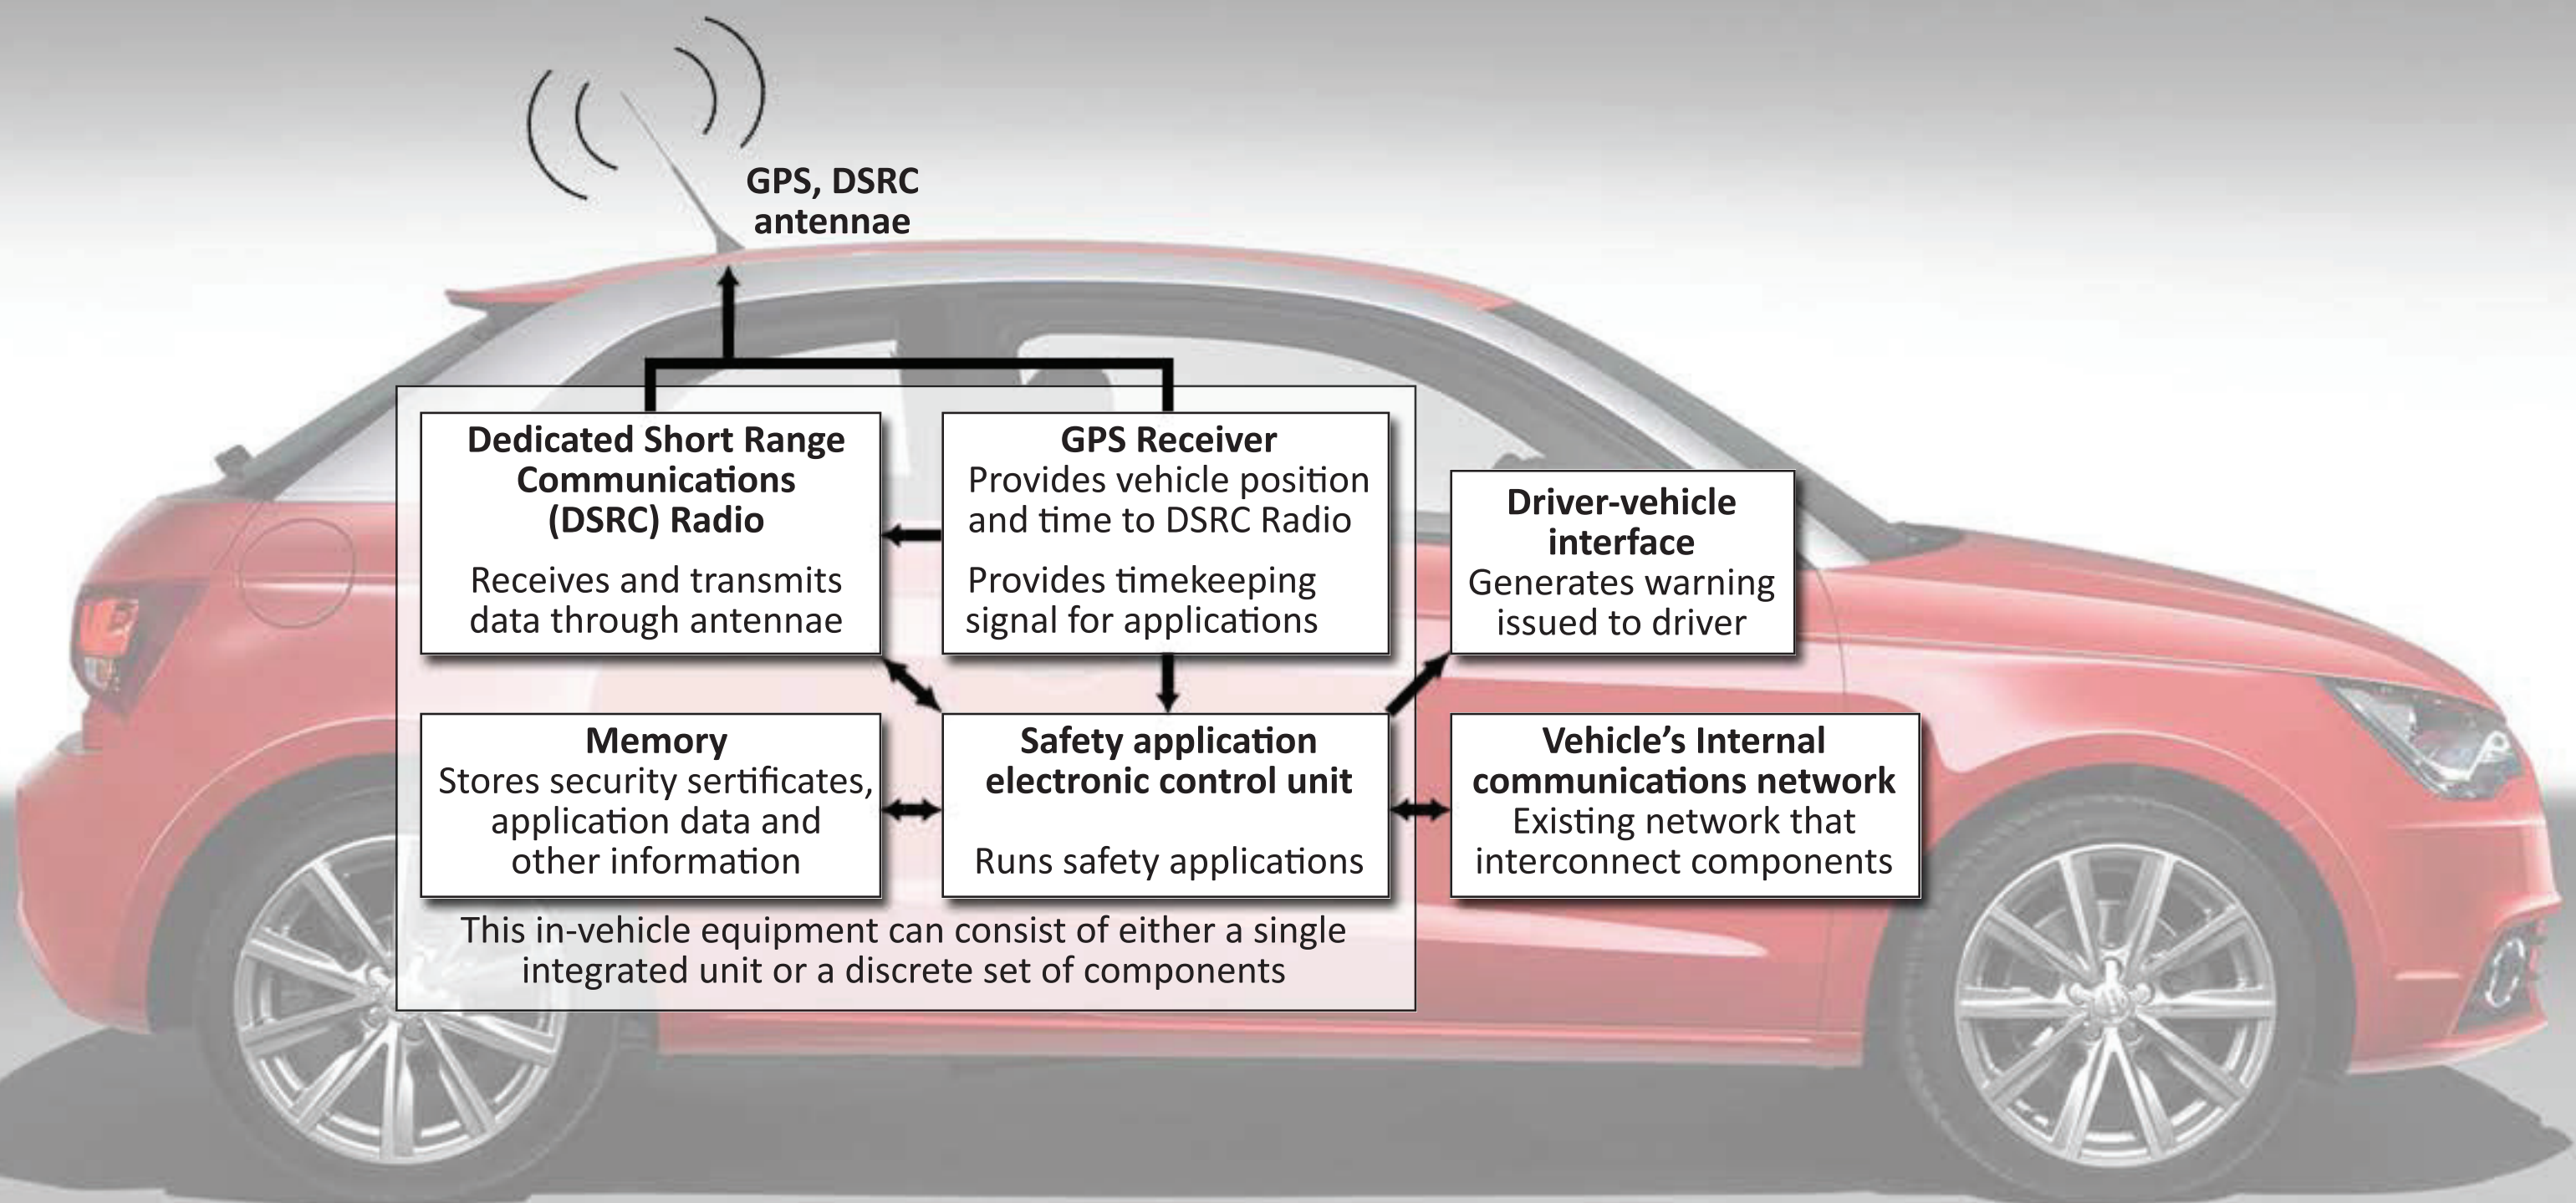 GPS, DSRC
antennae
Dedicated Short Range
Communications
(DSRC) Radio
Receives and transmits
data through antennae
GPS Receiver
Provides vehicle position
and time to DSRC Radio
Provides timekeeping
signal for applications
Driver-vehicle
interface
Generates warning
issued to driver
Memory
Stores security sertificates,
application data and
other information
Safety application
electronic control unit
Runs safety applications
Vehicle’s Internal
communications network
Existing network that
interconnect components
This in-vehicle equipment can consist of either a single
integrated unit or a discrete set of components